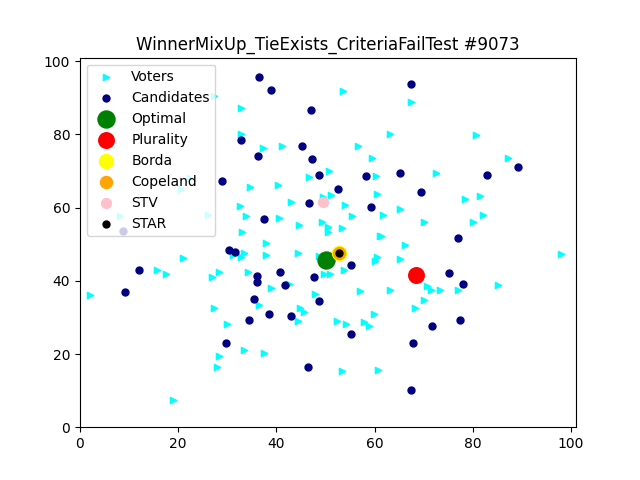 WinnerMixUp_TieExists_CriteriaFailTest #9073
Voters
Candidates
Optimal
Plurality
Borda
Copeland
STV
STAR
100
80
60
40
20
0
0 20 40 60 80 100